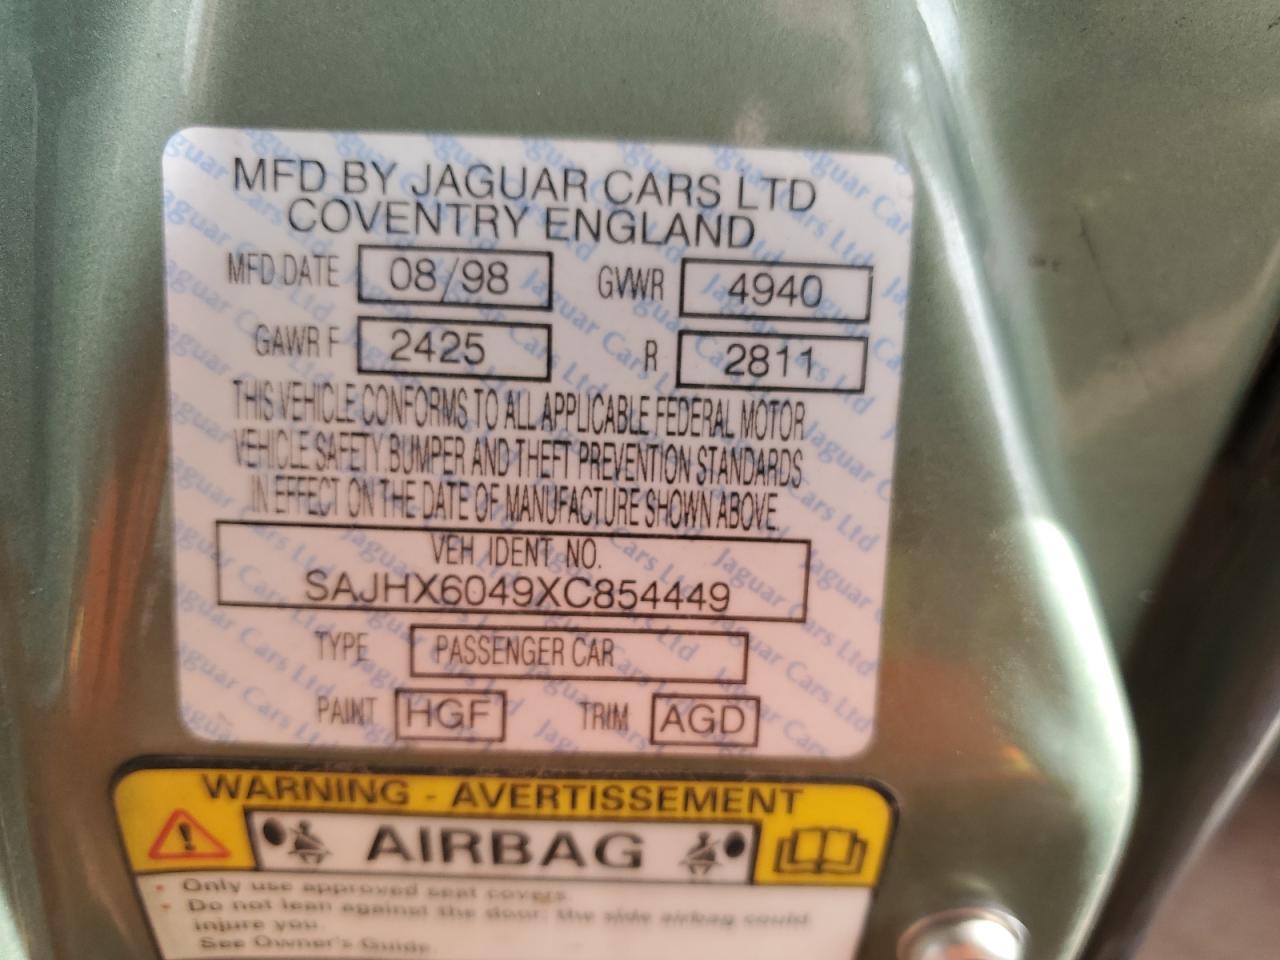 MFD BY JAGUAR CARS LTD
COVENTRY ENGLAND
MFD DATE 08/98 GVWR 4940
GAWR F 2425 R 2811
THIS VEHICLE CONFORMS TO ALL APPLICABLE FEDERAL MOTOR
VEHICLE SAFETY, BUMPER AND THEFT PREVENTION STANDARDS
IN EFFECT ON THE DATE OF MANUFACTURE SHOWN ABOVE.
VEH. IDENT. NO.
SAJHX6049XC854449
TYPE PASSENGER CAR
PAINT HGF TRIM AGD
WARNING - AVERTISSEMENT
AIRBAG
• Only use approved seat covers.
• Do not lean against the door: the side airbag could
injure you.
See Owner's Guide.